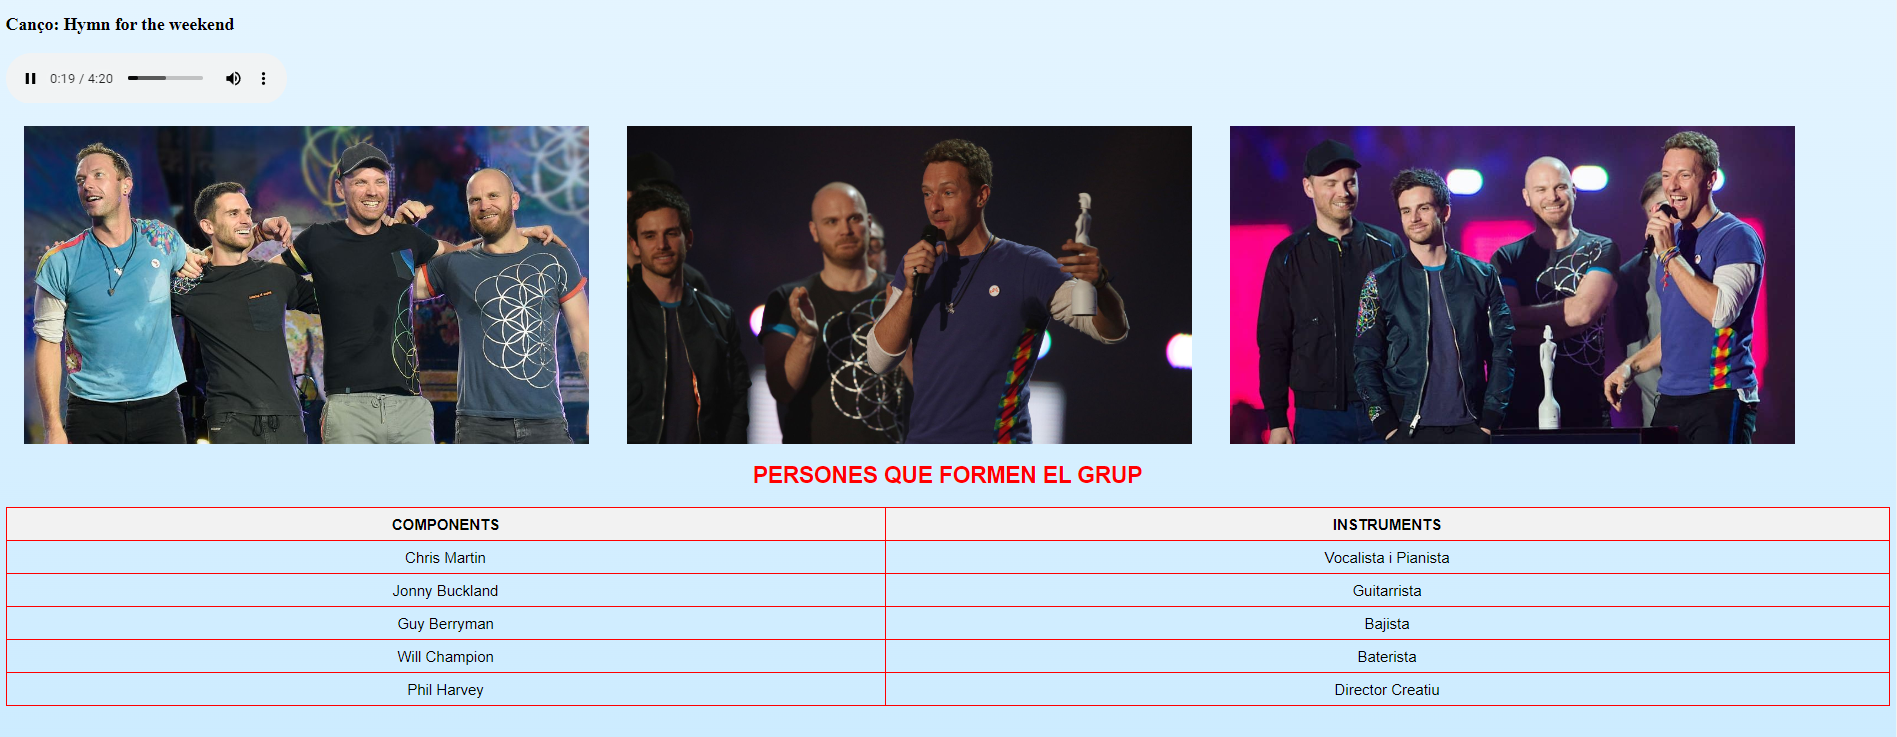 Canço: Hymn for the weekend
0:19 / 4:20
PERSONES QUE FORMEN EL GRUP
COMPONENTS INSTRUMENTS
Chris Martin Vocalista i Pianista
Jonny Buckland Guitarrista
Guy Berryman Bajista
Will Champion Baterista
Phil Harvey Director Creatiu